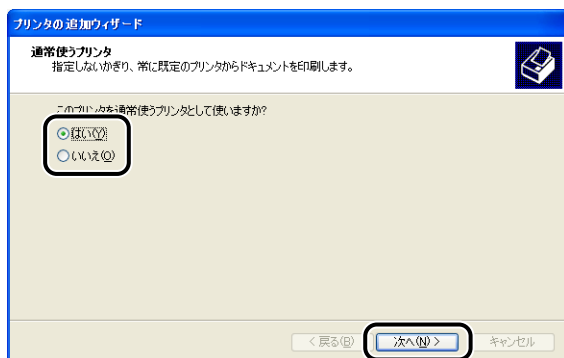 プリンタの追加ウィザード
通常使うプリンタ
指定しないかぎり、常に既定のプリンタからドキュメントを印刷します。
このプリンタを通常使うプリンタとして使いますか?
はい(Y)
いいえ(O)
< 戻る(B)
次へ(N) >
キャンセル